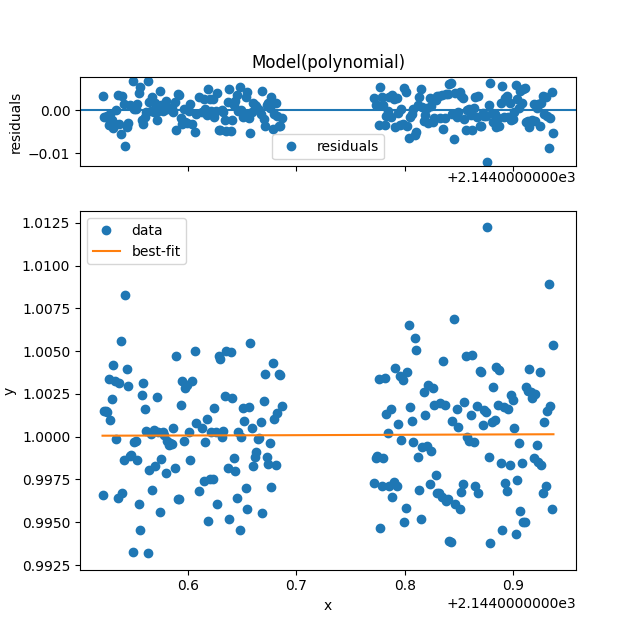 Model(polynomial)
residuals
0.00
−0.01
residuals
+2.1440000000e3
y
1.0125
1.0100
1.0075
1.0050
1.0025
1.0000
0.9975
0.9950
0.9925
data
best-fit
0.6 0.7 0.8 0.9
x
+2.1440000000e3